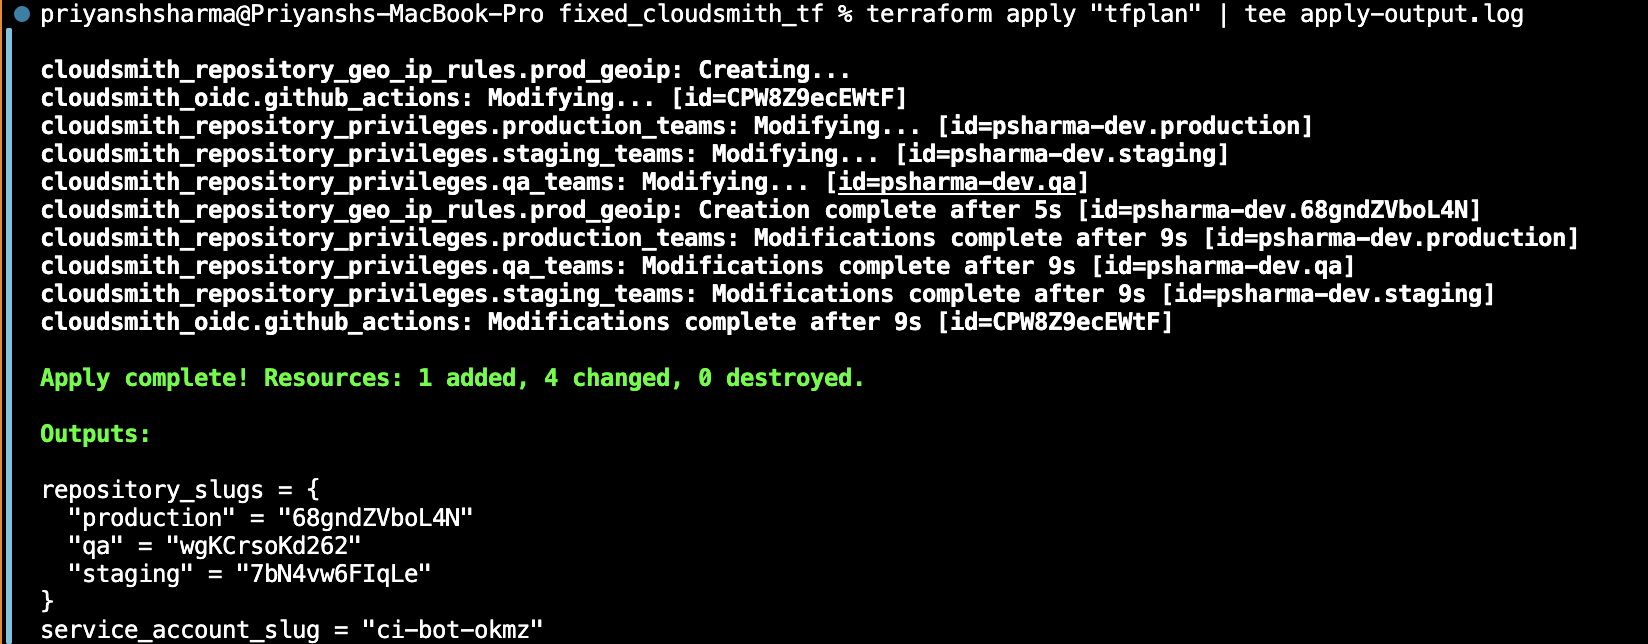 priyanshsharma@Priyanshs-MacBook-Pro fixed_cloudsmith_tf % terraform apply "tfplan" | tee apply-output.log
cloudsmith_repository_geo_ip_rules.prod_geoip: Creating...
cloudsmith_oidc.github_actions: Modifying... [id=CPW8Z9ecEWtF]
cloudsmith_repository_privileges.production_teams: Modifying... [id=psharma-dev.production]
cloudsmith_repository_privileges.staging_teams: Modifying... [id=psharma-dev.staging]
cloudsmith_repository_privileges.qa_teams: Modifying... [id=psharma-dev.qa]
cloudsmith_repository_geo_ip_rules.prod_geoip: Creation complete after 5s [id=psharma-dev.68gndZVboL4N]
cloudsmith_repository_privileges.production_teams: Modifications complete after 9s [id=psharma-dev.production]
cloudsmith_repository_privileges.qa_teams: Modifications complete after 9s [id=psharma-dev.qa]
cloudsmith_repository_privileges.staging_teams: Modifications complete after 9s [id=psharma-dev.staging]
cloudsmith_oidc.github_actions: Modifications complete after 9s [id=CPW8Z9ecEWtF]
Apply complete! Resources: 1 added, 4 changed, 0 destroyed.
Outputs:
repository_slugs = {
  "production" = "68gndZVboL4N"
  "qa" = "wgKCrsoKd262"
  "staging" = "7bN4vw6FIqLe"
}
service_account_slug = "ci-bot-okmz"